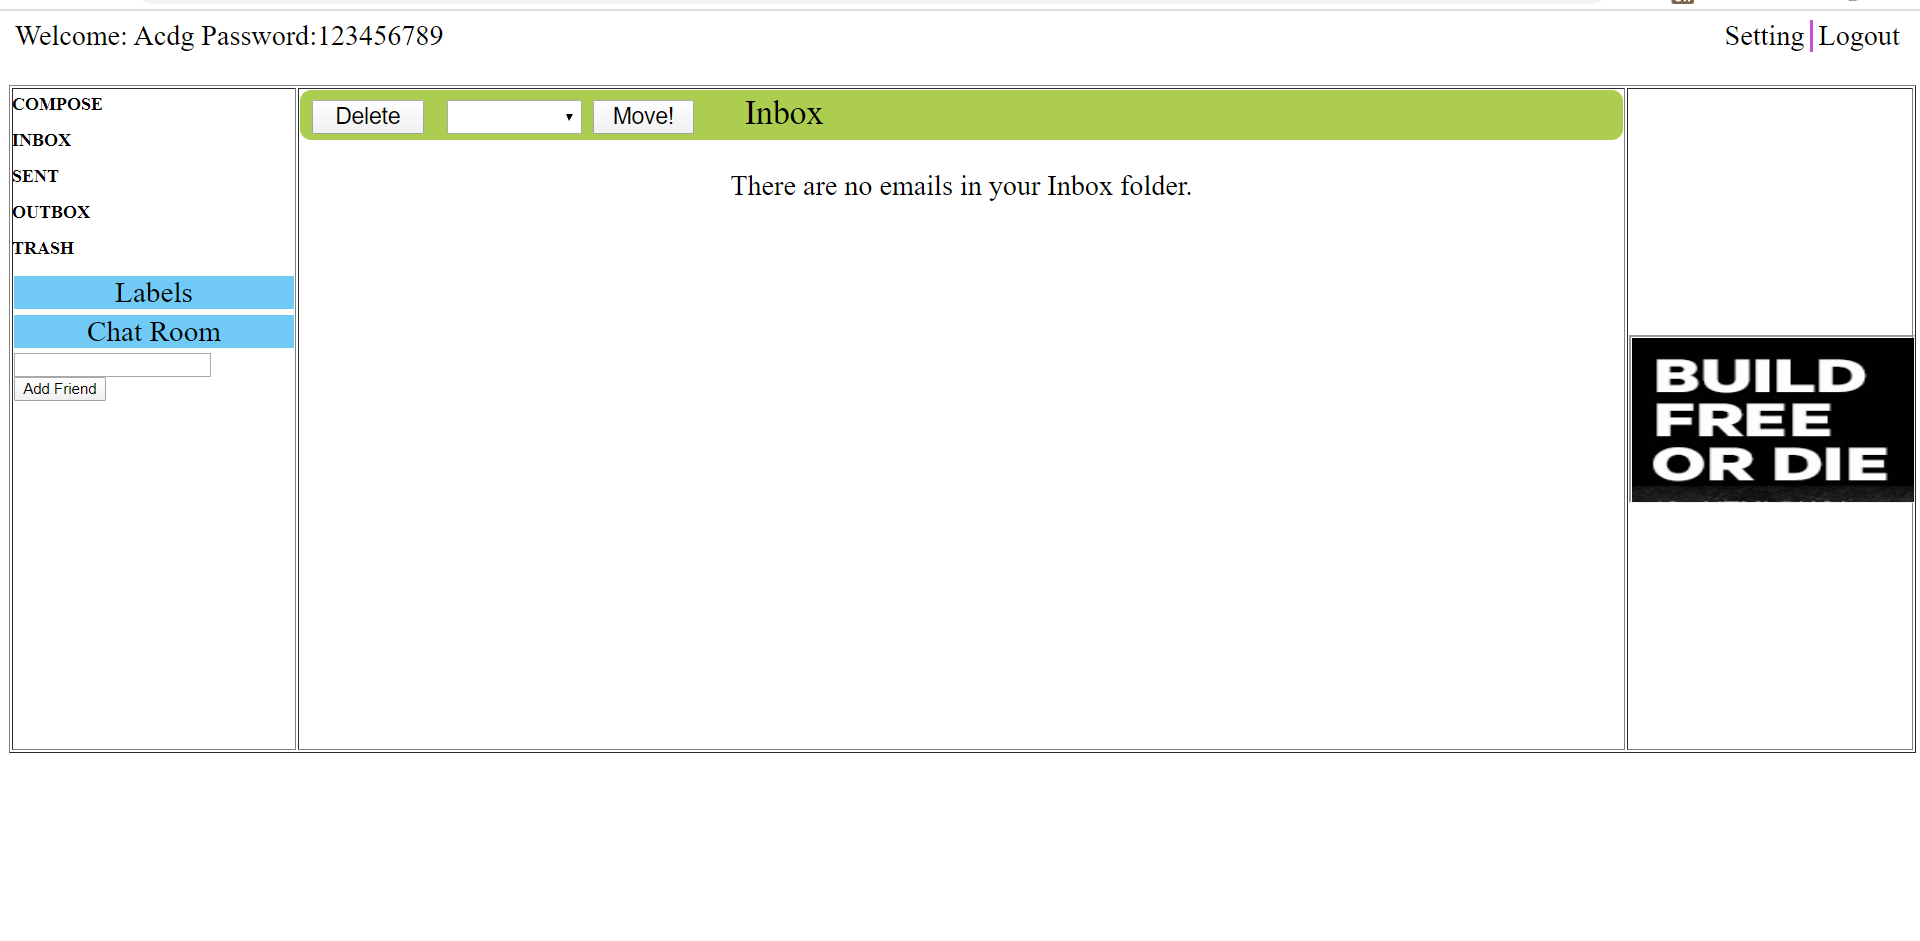 Welcome: Acdg Password:123456789
Setting Logout
COMPOSE
INBOX
SENT
OUTBOX
TRASH
Labels
Chat Room
Add Friend
Delete Move! Inbox
There are no emails in your Inbox folder.
BUILD
FREE
OR DIE